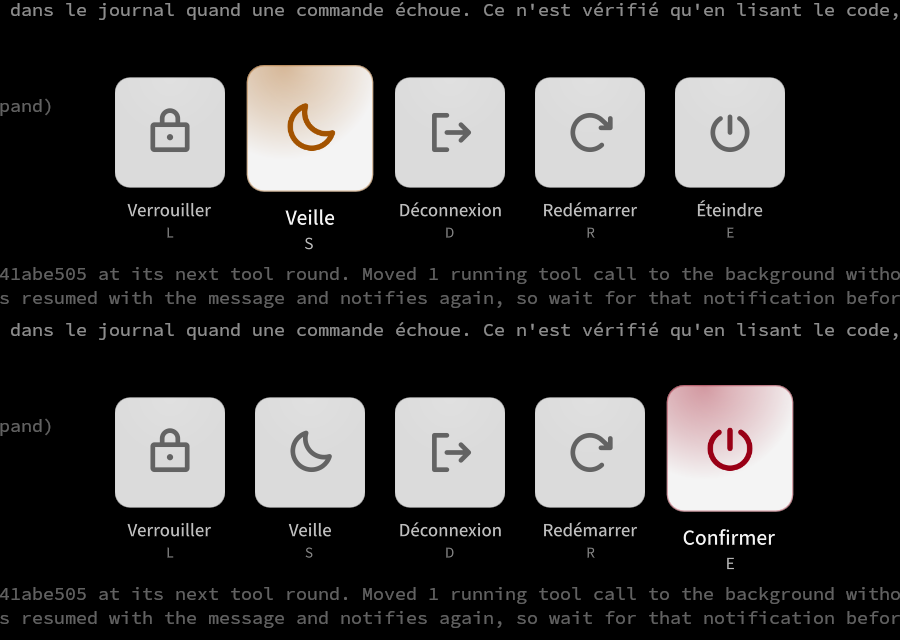 dans le journal quand une commande échoue. Ce n'est vérifié qu'en lisant le code,
pand)
Verrouiller Veille Déconnexion Redémarrer Éteindre
L S D R E
41abe505 at its next tool round. Moved 1 running tool call to the background witho
s resumed with the message and notifies again, so wait for that notification befor
dans le journal quand une commande échoue. Ce n'est vérifié qu'en lisant le code,
pand)
Verrouiller Veille Déconnexion Redémarrer Confirmer
L S D R E
41abe505 at its next tool round. Moved 1 running tool call to the background witho
s resumed with the message and notifies again, so wait for that notification befor